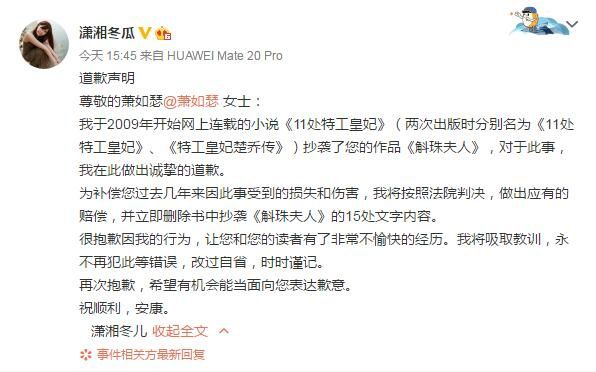 潇湘冬瓜
今天 15:45 来自 HUAWEI Mate 20 Pro
道歉声明
尊敬的萧如瑟@萧如瑟 女士：
我于2009年开始网上连载的小说《11处特工皇妃》（两次出版时分别名为《11处
特工皇妃》、《特工皇妃楚乔传》）抄袭了您的作品《斛珠夫人》，对于此事，
我在此做出诚挚的道歉。
为补偿您过去几年来因此事受到的损失和伤害，我将按照法院判决，做出应有的
赔偿，并立即删除书中抄袭《斛珠夫人》的15处文字内容。
很抱歉因我的行为，让您和您的读者有了非常不愉快的经历。我将吸取教训，永
不再犯此等错误，改过自省，时时谨记。
再次抱歉，希望有机会能当面向您表达歉意。
祝顺利，安康。
潇湘冬儿 收起全文
事件相关方最新回复